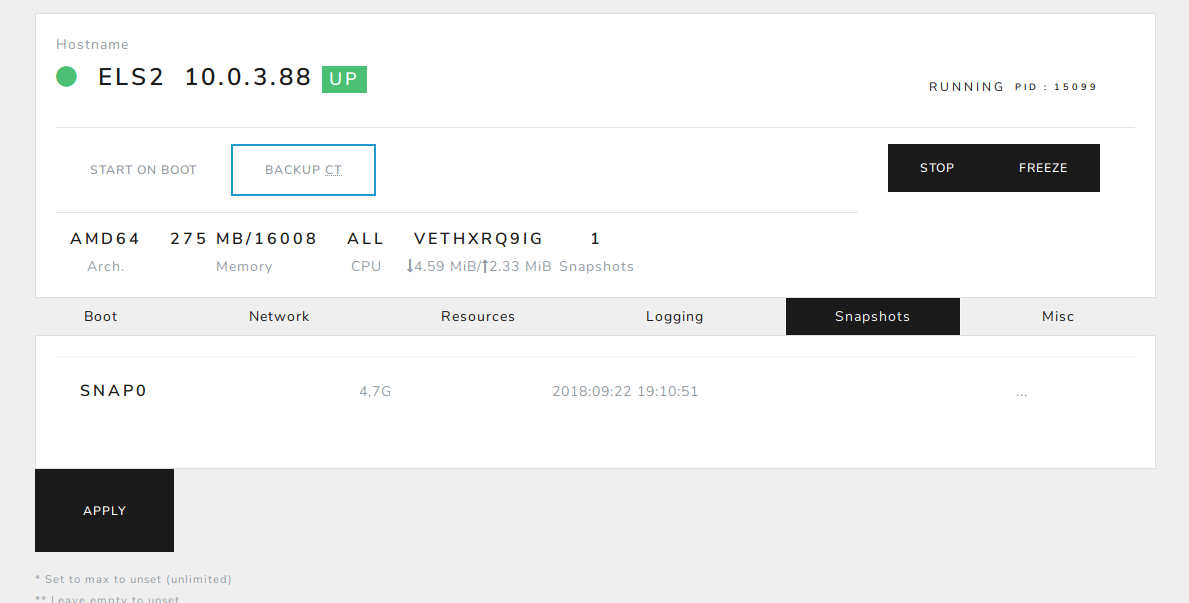 Hostname
ELS2 10.0.3.88 UP
RUNNING PID : 15099
START ON BOOT BACKUP CT STOP FREEZE
AMD64 275 MB/16008 ALL VETHXRQ9IG 1
Arch. Memory CPU ↓4.59 MiB/↑2.33 MiB Snapshots
Boot Network Resources Logging Snapshots Misc
SNAP0 4,7G 2018:09:22 19:10:51 ...
APPLY
* Set to max to unset (unlimited)
** Leave empty to unset